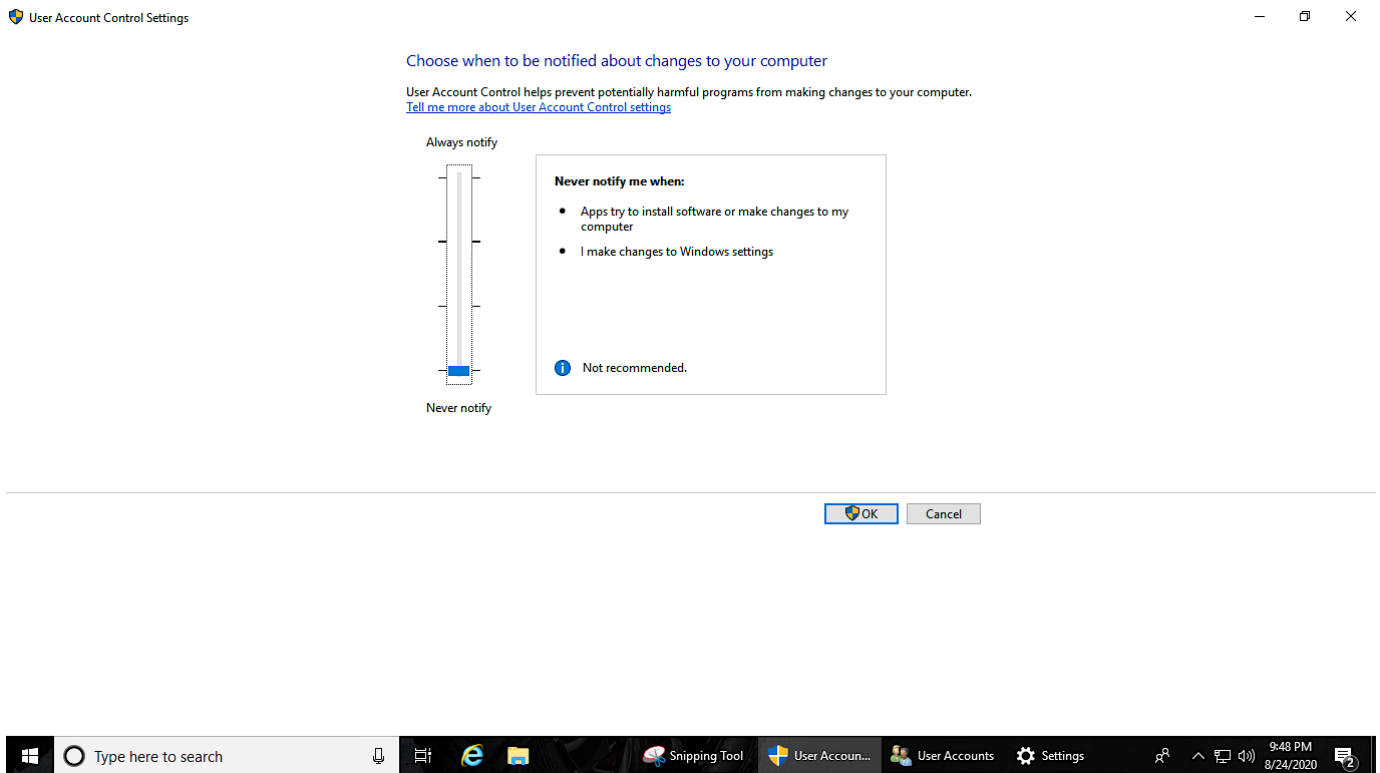 User Account Control Settings
Choose when to be notified about changes to your computer
User Account Control helps prevent potentially harmful programs from making changes to your computer.
Tell me more about User Account Control settings
Always notify
Never notify me when:
Apps try to install software or make changes to my
computer
I make changes to Windows settings
Not recommended.
Never notify
OK
Cancel
Type here to search
Snipping Tool
User Accoun...
User Accounts
Settings
9:48 PM
8/24/2020
2